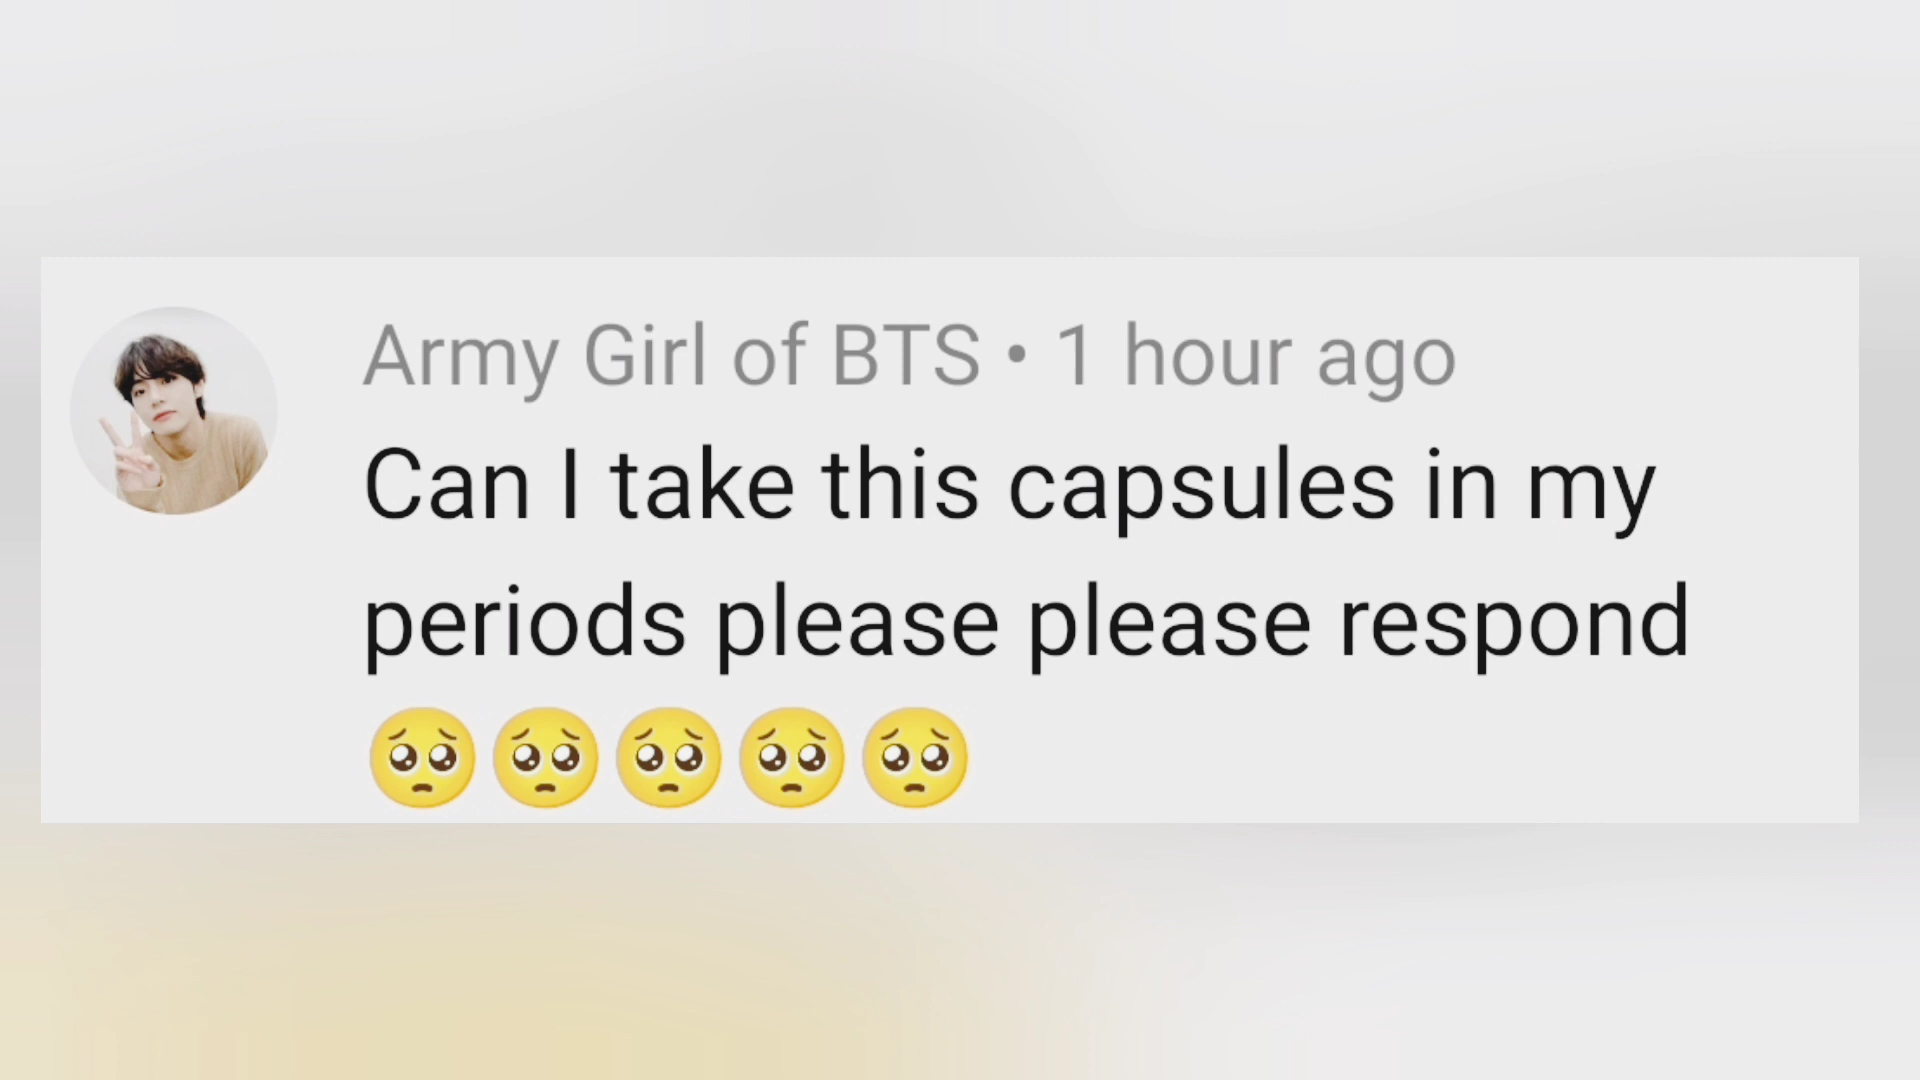 Army Girl of BTS • 1 hour ago
Can I take this capsules in my
periods please please respond
🥺🥺🥺🥺🥺